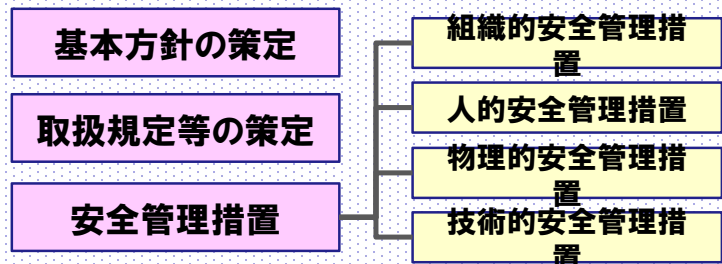 基本方針の策定
取扱規定等の策定
安全管理措置
組織的安全管理措
置
人的安全管理措置
物理的安全管理措
置
技術的安全管理措
置